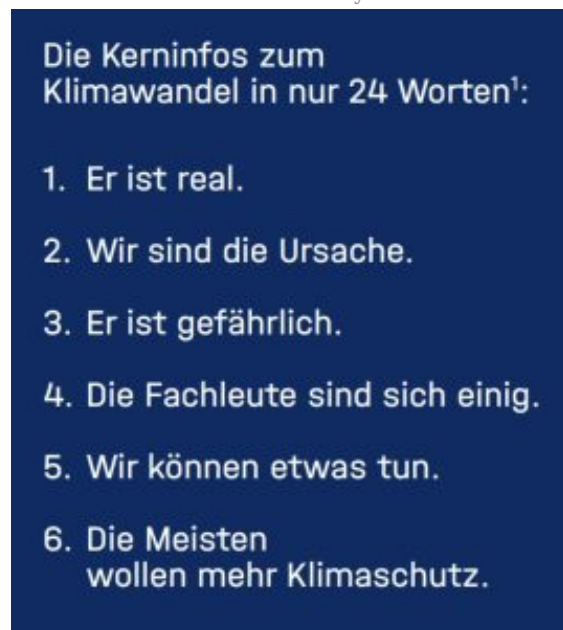 Die Kerninfos zum
Klimawandel in nur 24 Worten¹:
1. Er ist real.
2. Wir sind die Ursache.
3. Er ist gefährlich.
4. Die Fachleute sind sich einig.
5. Wir können etwas tun.
6. Die Meisten
wollen mehr Klimaschutz.